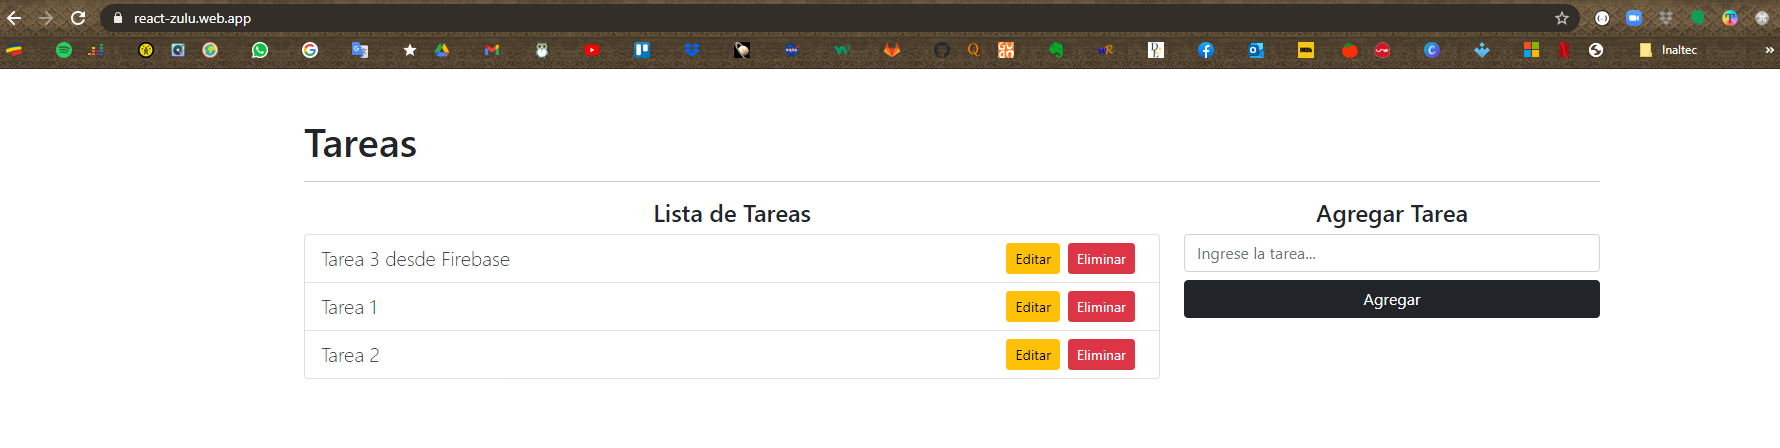 react-zulu.web.app
Inaltec
»
Tareas
Lista de Tareas
Agregar Tarea
Tarea 3 desde Firebase
Editar
Eliminar
Ingrese la tarea...
Tarea 1
Editar
Eliminar
Agregar
Tarea 2
Editar
Eliminar